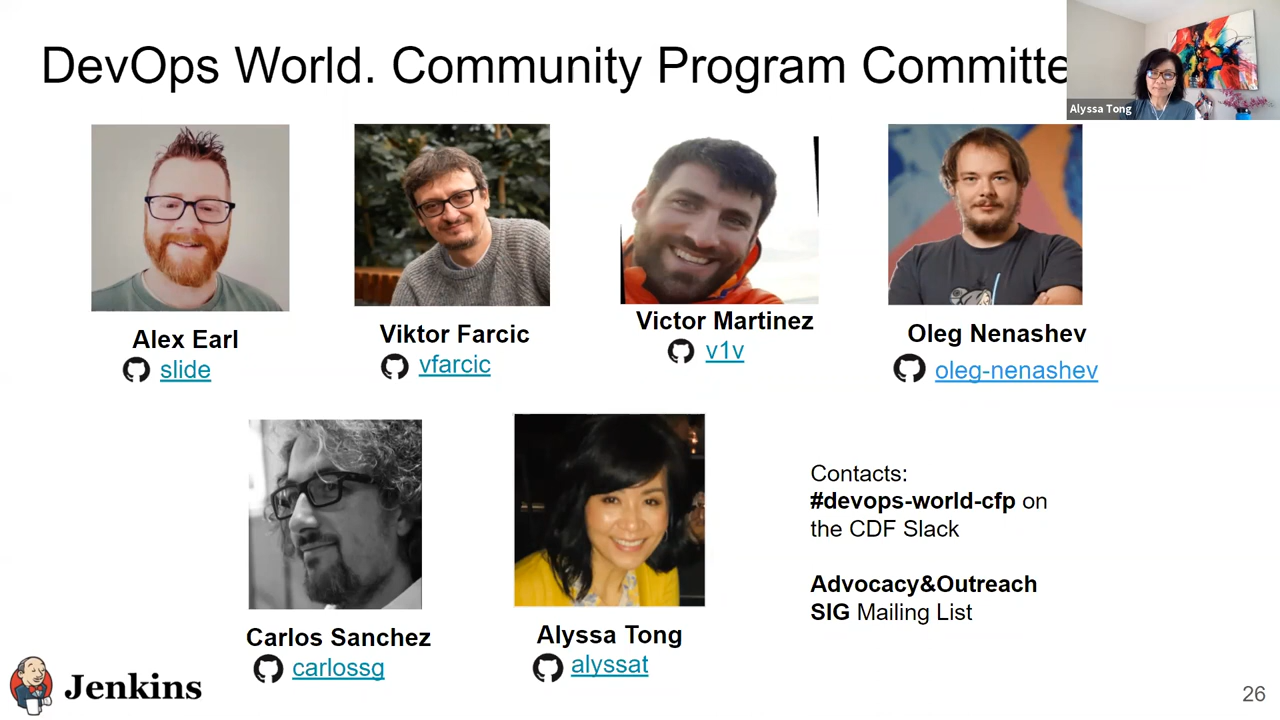 DevOps World. Community Program Committe
Alyssa Tong
Alex Earl
slide
Viktor Farcic
vfarcic
Victor Martinez
v1v
Oleg Nenashev
oleg-nenashev
Carlos Sanchez
carlossg
Alyssa Tong
alyssat
Contacts:
#devops-world-cfp on
the CDF Slack
Advocacy&Outreach
SIG Mailing List
Jenkins
26